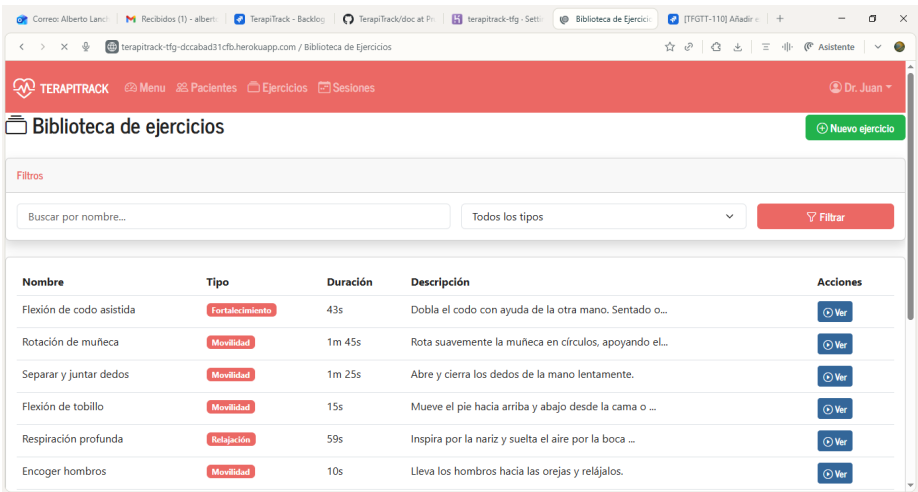 Correo: Alberto Lanch
Recibidos (1) - albert
TerapiTrack - Backlog
TerapiTrack/doc at Pr
terapitrack-tfg - Setti
Biblioteca de Ejercici
[TFGTT-110] Añadir e
terapitrack-tfg-dccabad31cfb.herokuapp.com / Biblioteca de Ejercicios
Asistente
TERAPITRACK Menu Pacientes Ejercicios Sesiones Dr. Juan
Biblioteca de ejercicios
Nuevo ejercicio
Filtros
Buscar por nombre... Todos los tipos Filtrar
Nombre Tipo Duración Descripción Acciones
Flexión de codo asistida Fortalecimiento 43s Dobla el codo con ayuda de la otra mano. Sentado o... Ver
Rotación de muñeca Movilidad 1m 45s Rota suavemente la muñeca en círculos, apoyando el... Ver
Separar y juntar dedos Movilidad 1m 25s Abre y cierra los dedos de la mano lentamente. Ver
Flexión de tobillo Movilidad 15s Mueve el pie hacia arriba y abajo desde la cama o ... Ver
Respiración profunda Relajación 59s Inspira por la nariz y suelta el aire por la boca ... Ver
Encoger hombros Movilidad 10s Lleva los hombros hacia las orejas y relájalos. Ver